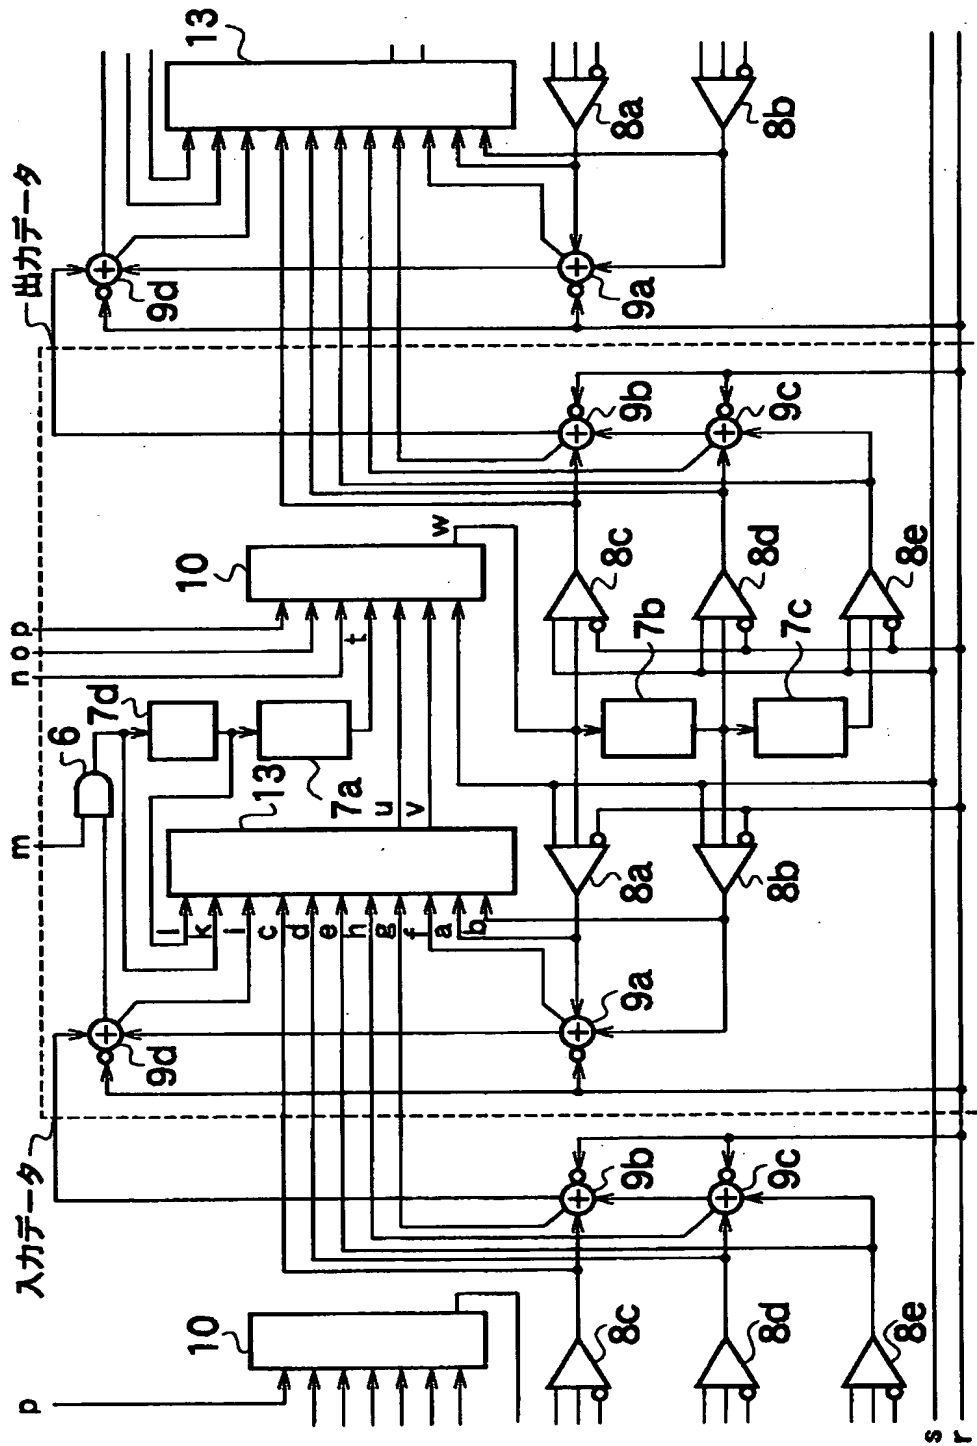 p
入力データ
m
n
o
p
出力データ
6
7d
9d
9d
10
13
10
13
l
k
i
c
d
e
h
g
f
a
b
7a
t
u
v
w
8c
9b
9a
8a
7b
8c
9b
9a
8a
8d
9c
8b
7c
8d
9c
8b
8e
8e
s
r